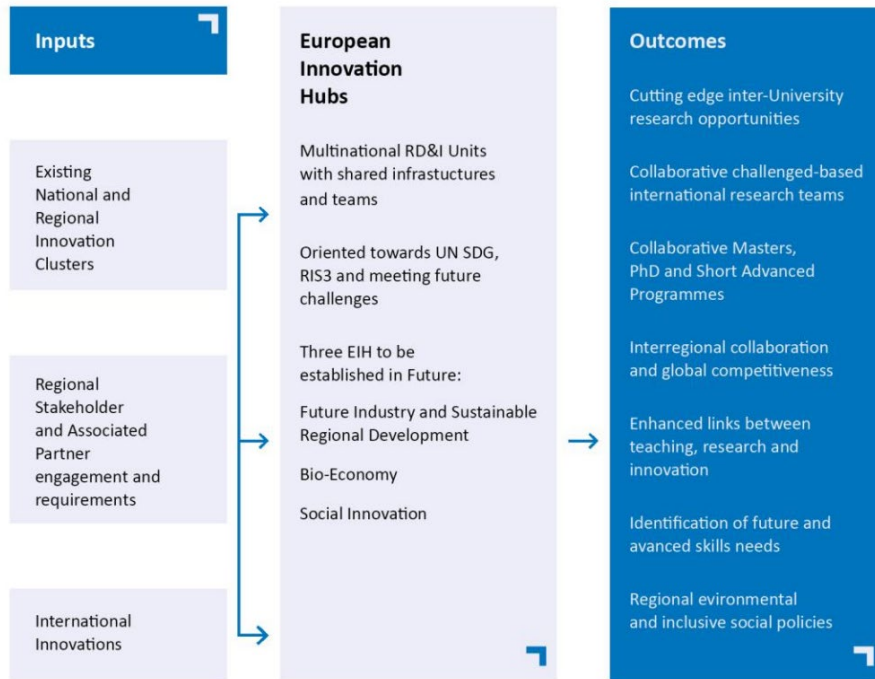 Inputs
Existing
National and
Regional
Innovation
Clusters
Regional
Stakeholder
and Associated
Partner
engagement and
requirements
International
Innovations
European
Innovation
Hubs
Multinational RD&I Units
with shared infrastuctures
and teams
Oriented towards UN SDG,
RIS3 and meeting future
challenges
Three EIH to be
established in Future:
Future Industry and Sustainable
Regional Development
Bio-Economy
Social Innovation
Outcomes
Cutting edge inter-University
research opportunities
Collaborative challenged-based
international research teams
Collaborative Masters,
PhD and Short Advanced
Programmes
Interregional collaboration
and global competitiveness
Enhanced links between
teaching, research and
innovation
Identification of future and
avanced skills needs
Regional evironmental
and inclusive social policies